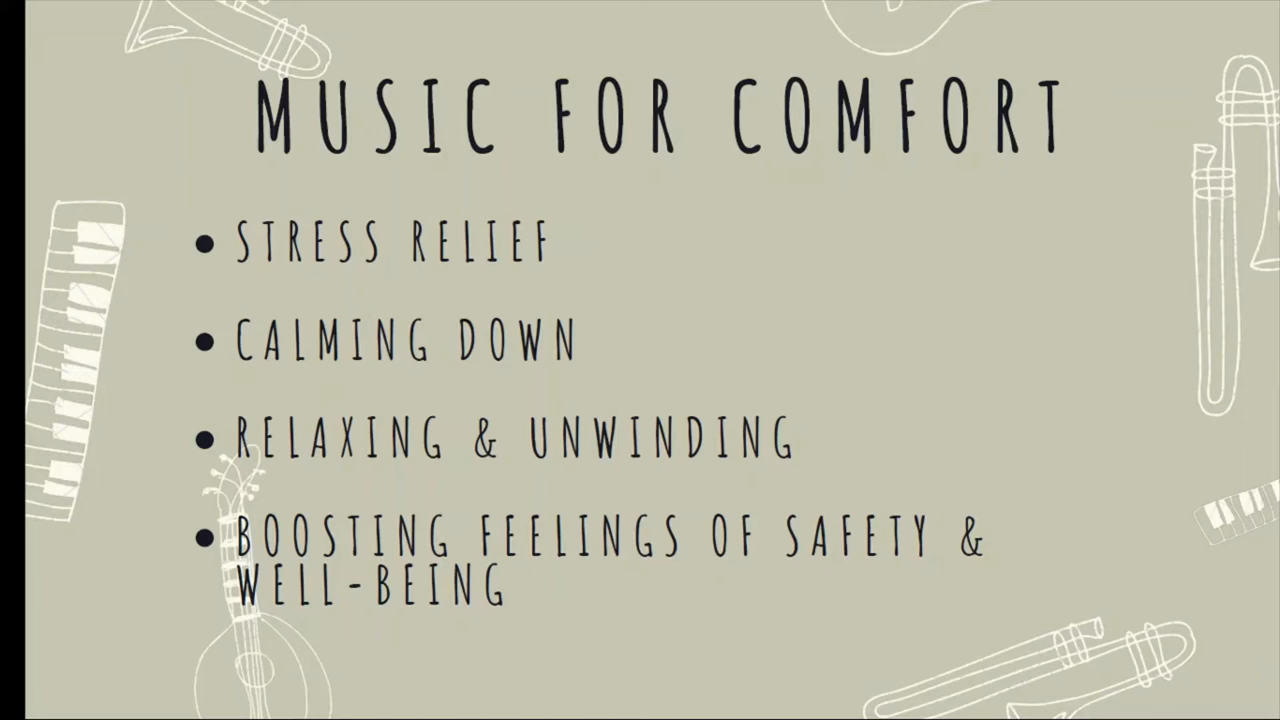 MUSIC FOR COMFORT
• STRESS RELIEF
• CALMING DOWN
• RELAXING & UNWINDING
• BOOSTING FEELINGS OF SAFETY &
WELL-BEING